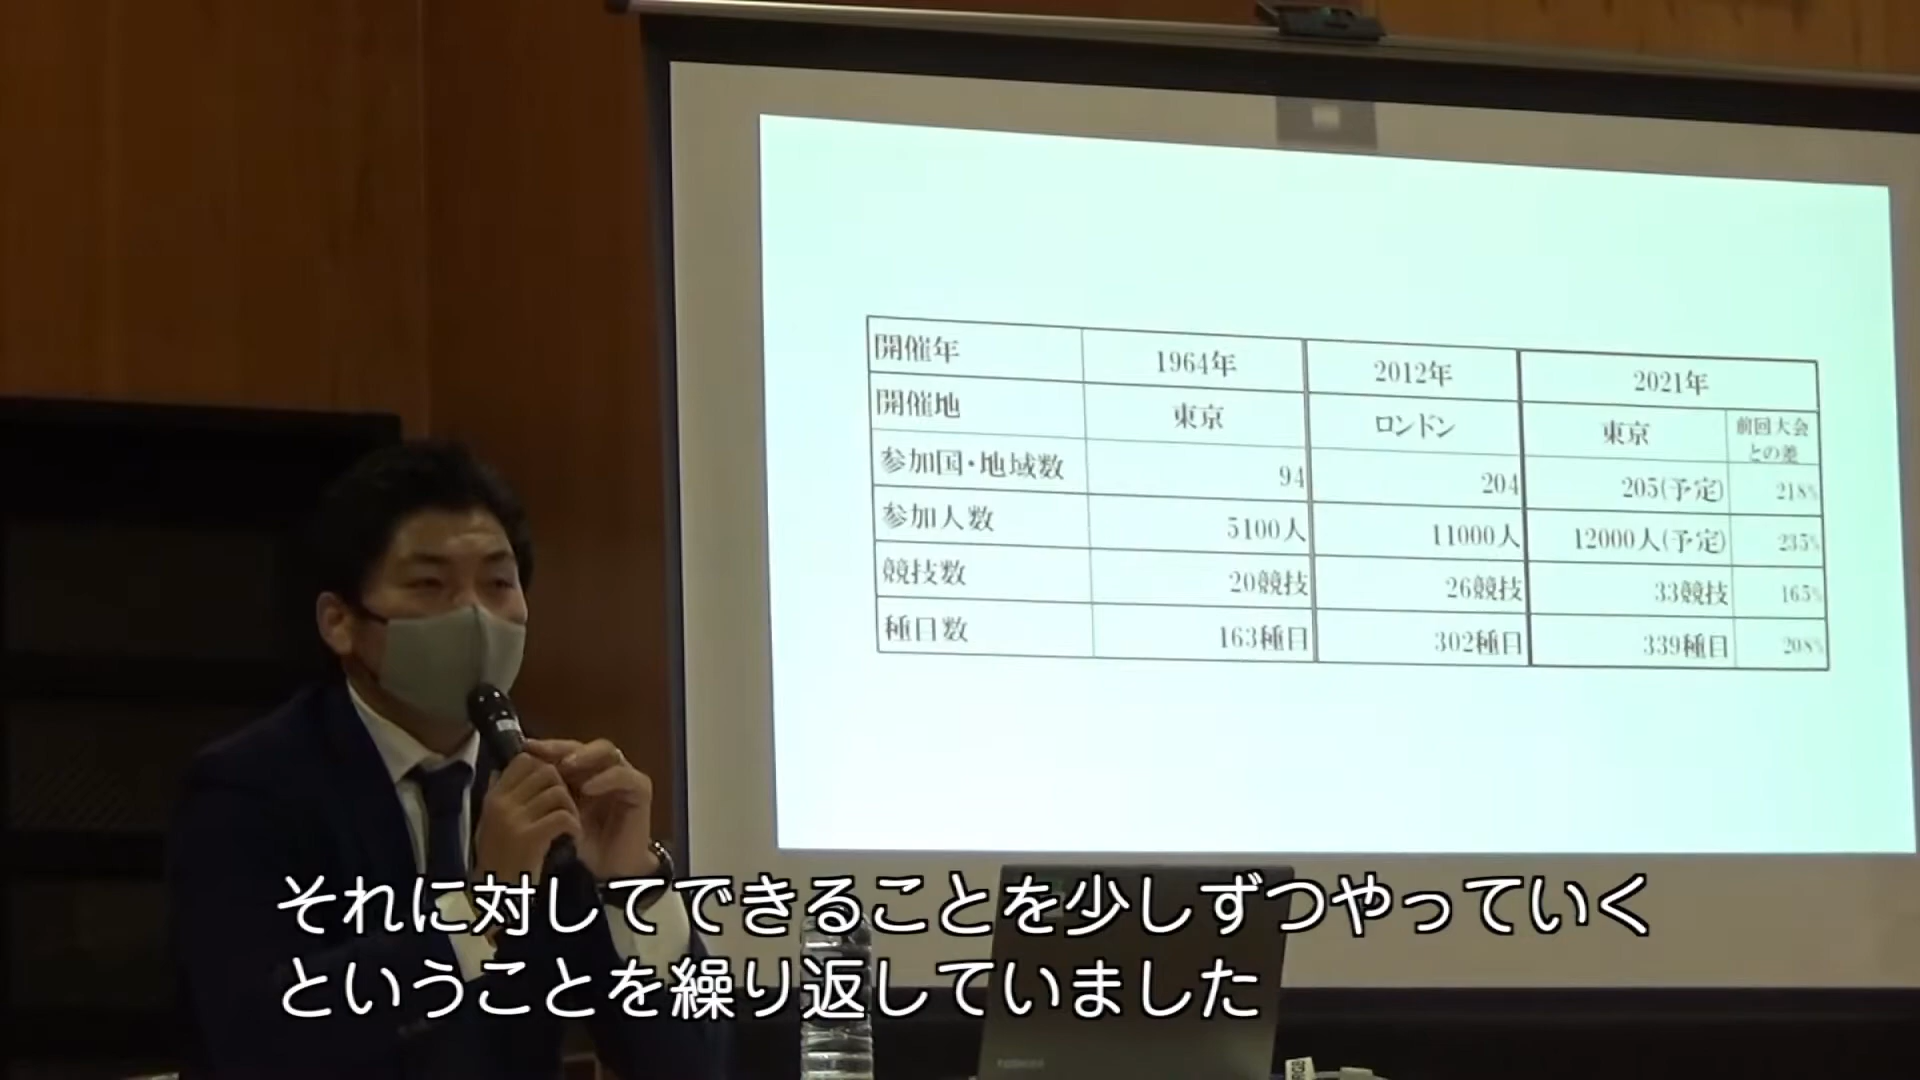 開催年 1964年 2012年 2021年
開催地 東京 ロンドン 東京 前回大会との差
参加国・地域数 94 204 205(予定) 218%
参加人数 5100人 11000人 12000人(予定) 235%
競技数 20競技 26競技 33競技 165%
種目数 163種目 302種目 339種目 208%
それに対してできることを少しずつやっていく
ということを繰り返していました